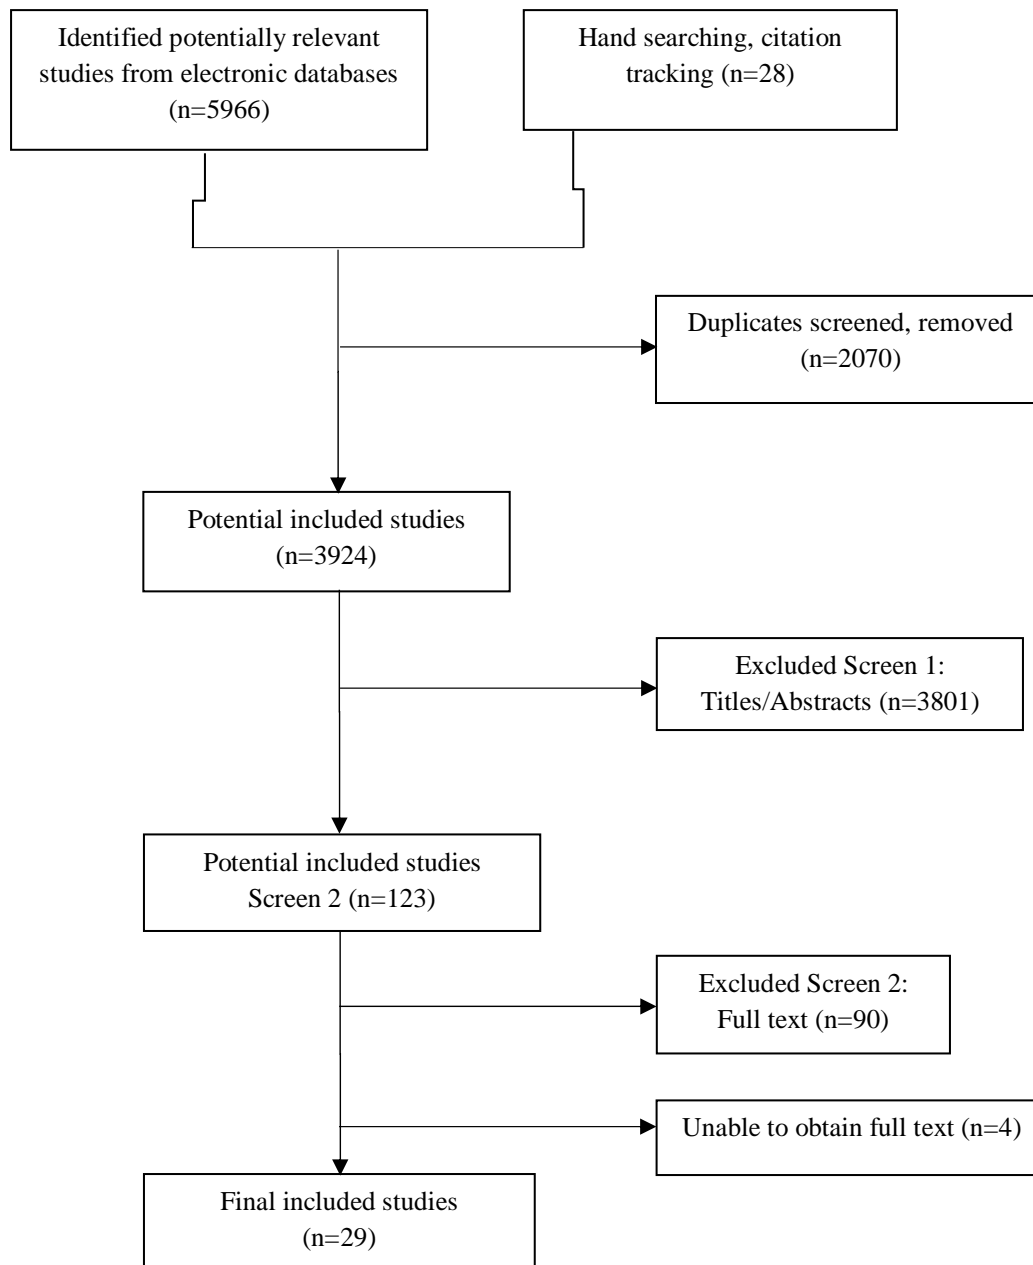 Identified potentially relevant
studies from electronic databases
(n=5966)
Hand searching, citation
tracking (n=28)
Duplicates screened, removed
(n=2070)
Potential included studies
(n=3924)
Excluded Screen 1:
Titles/Abstracts (n=3801)
Potential included studies
Screen 2 (n=123)
Excluded Screen 2:
Full text (n=90)
Unable to obtain full text (n=4)
Final included studies
(n=29)